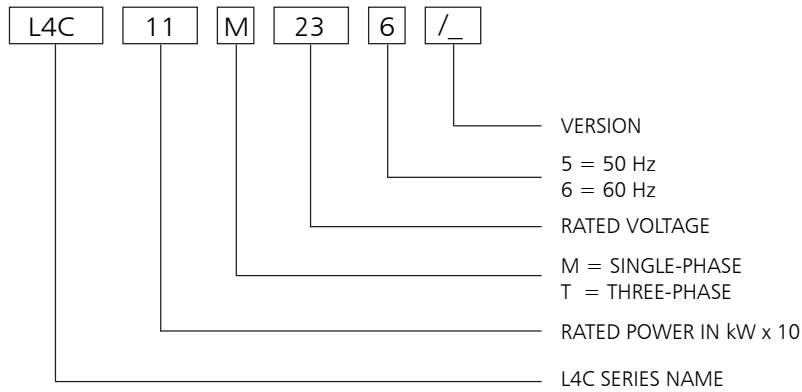 L4C 11 M 23 6 /_
VERSION
5 = 50 Hz
6 = 60 Hz
RATED VOLTAGE
M = SINGLE-PHASE
T = THREE-PHASE
RATED POWER IN kW x 10
L4C SERIES NAME